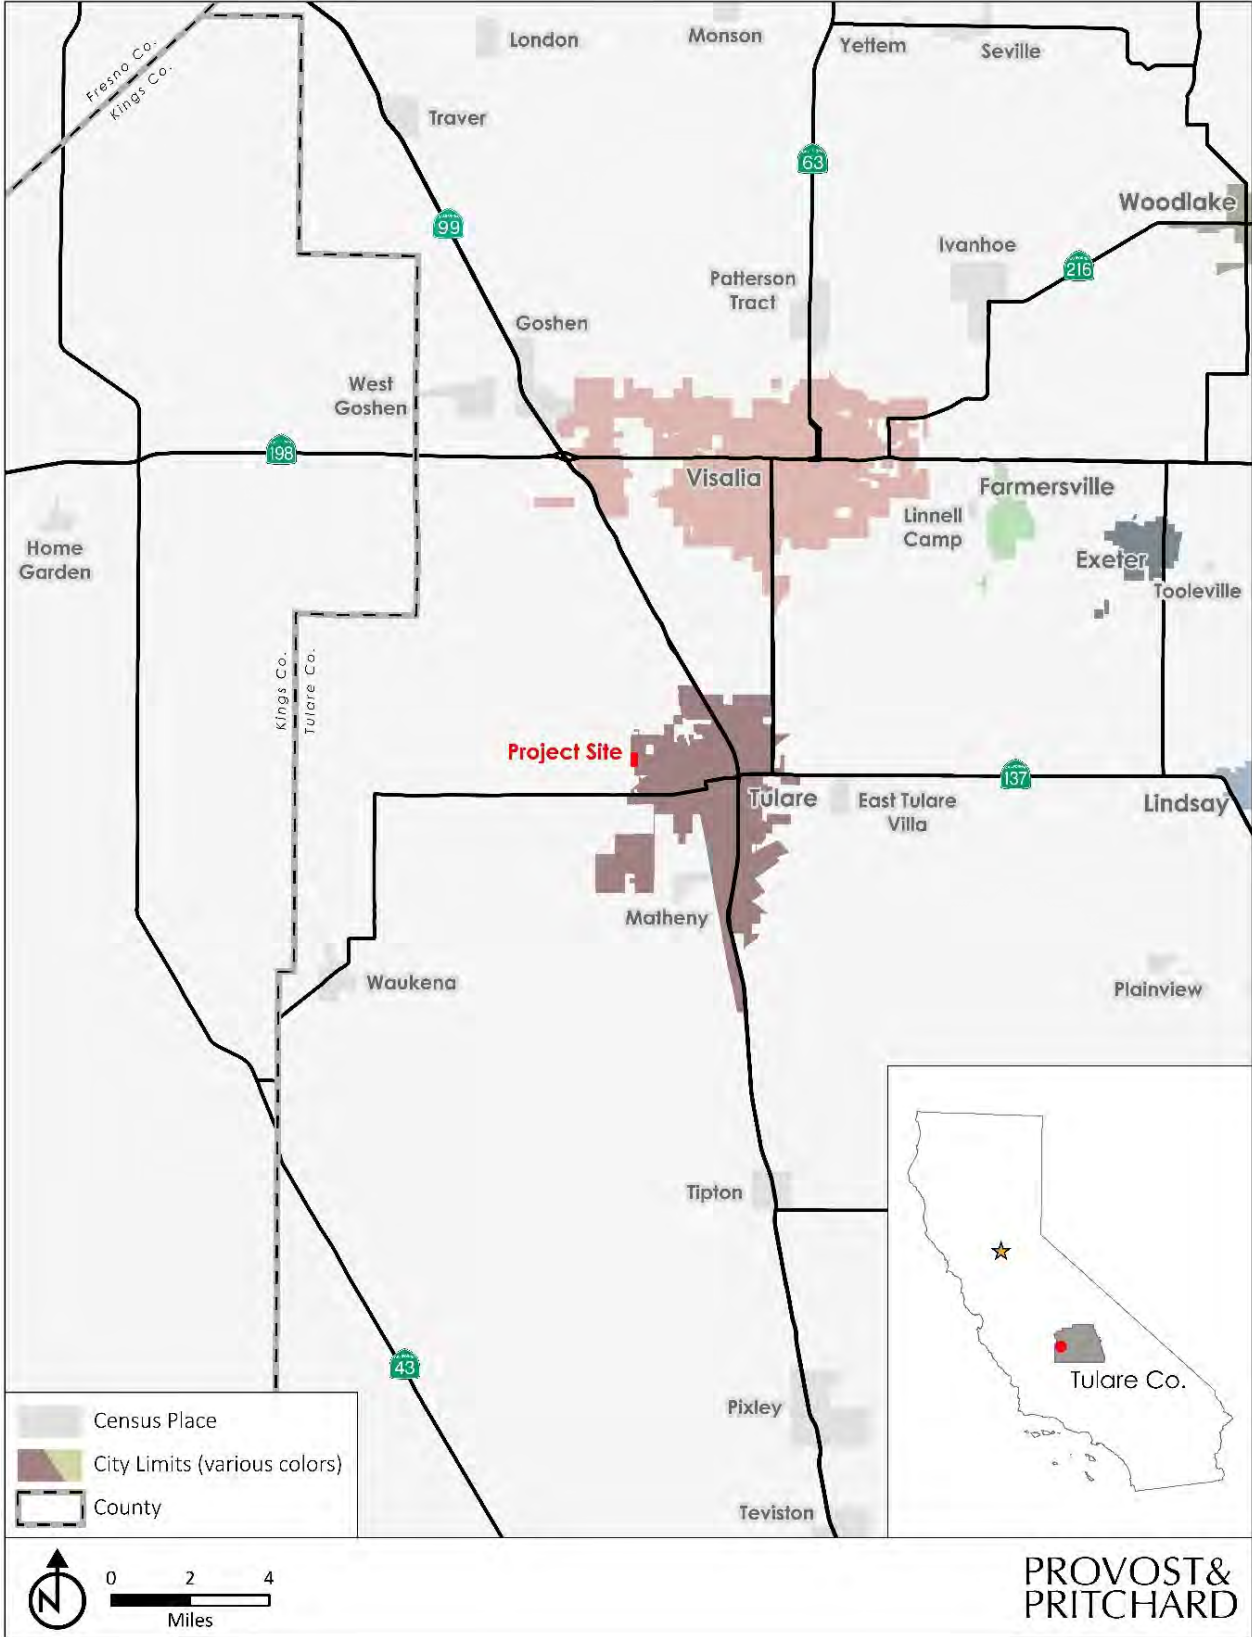 London
Monson
Yettem
Seville
Fresno Co.
Kings Co.
Traver
63
99
Woodlake
Ivanhoe
216
Patterson
Tract
Goshen
West
Goshen
198
Visalia
Farmersville
Linnell
Camp
Home
Garden
Exeter
Tooleville
Kings Co.
Tulare Co.
Project Site
137
Tulare
East Tulare
Villa
Lindsay
Matheny
Waukena
Plainview
Tipton
43
Pixley
Teviston
Tulare Co.
Census Place
City Limits (various colors)
County
N
0 2 4
Miles
PROVOST&
PRITCHARD